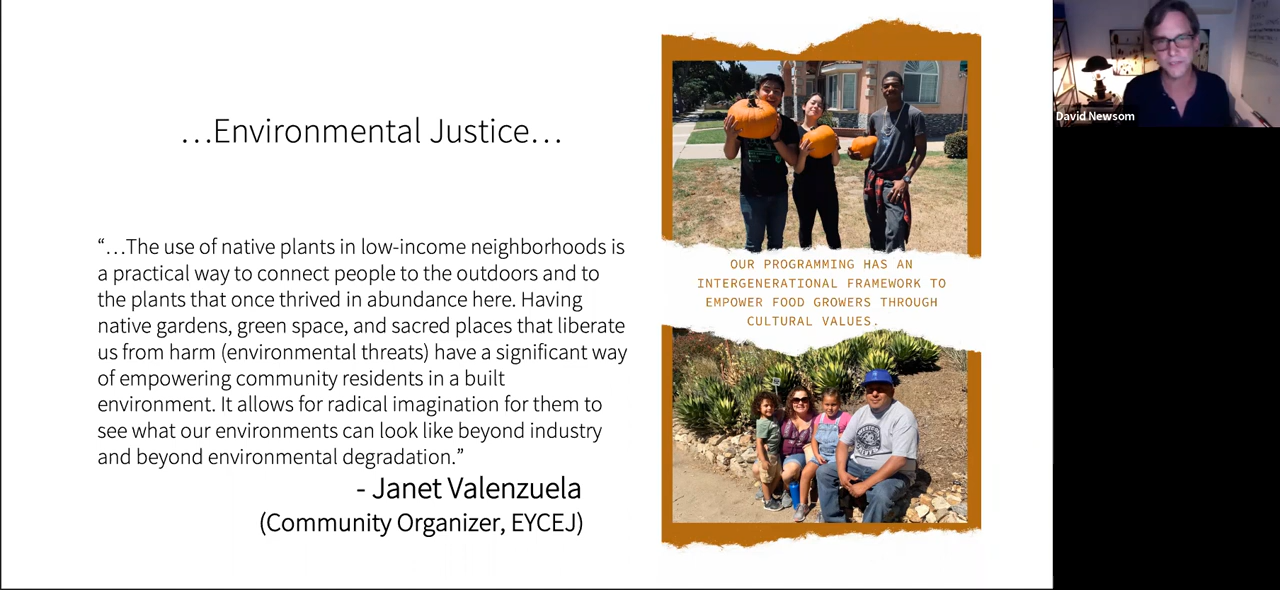 …Environmental Justice…
“…The use of native plants in low-income neighborhoods is
a practical way to connect people to the outdoors and to
the plants that once thrived in abundance here. Having
native gardens, green space, and sacred places that liberate
us from harm (environmental threats) have a significant way
of empowering community residents in a built
environment. It allows for radical imagination for them to
see what our environments can look like beyond industry
and beyond environmental degradation.”
- Janet Valenzuela
(Community Organizer, EYCEJ)
OUR PROGRAMMING HAS AN
INTERGENERATIONAL FRAMEWORK TO
EMPOWER FOOD GROWERS THROUGH
CULTURAL VALUES.
David Newsom